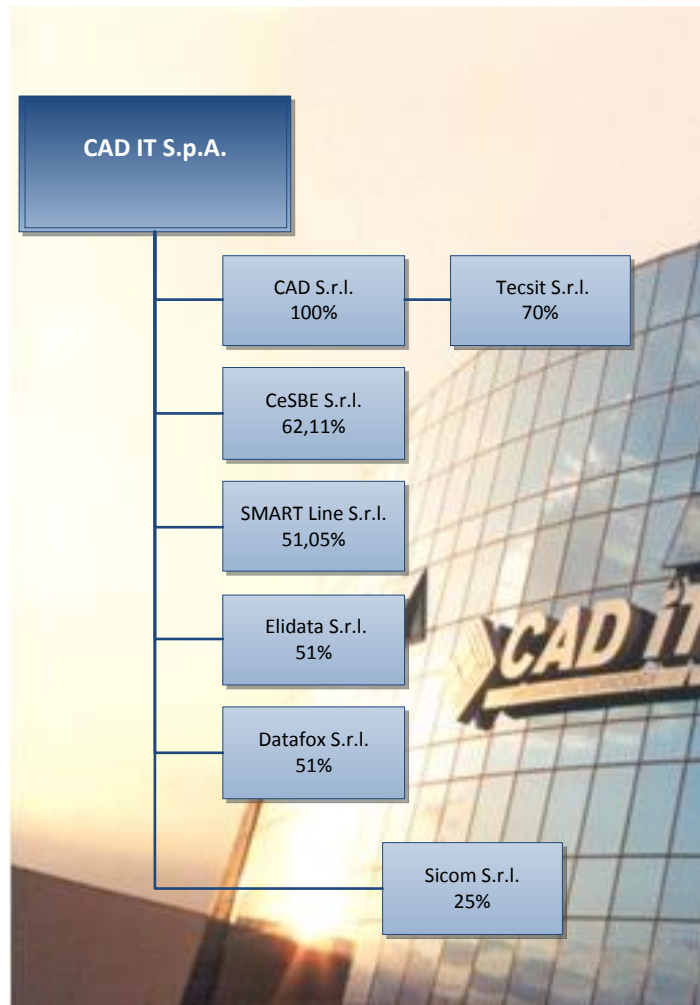 CAD IT S.p.A.
CAD S.r.l.
100%
Tecsit S.r.l.
70%
CeSBE S.r.l.
62,11%
SMART Line S.r.l.
51,05%
Elidata S.r.l.
51%
Datafox S.r.l.
51%
CAD iT
Sicom S.r.l.
25%